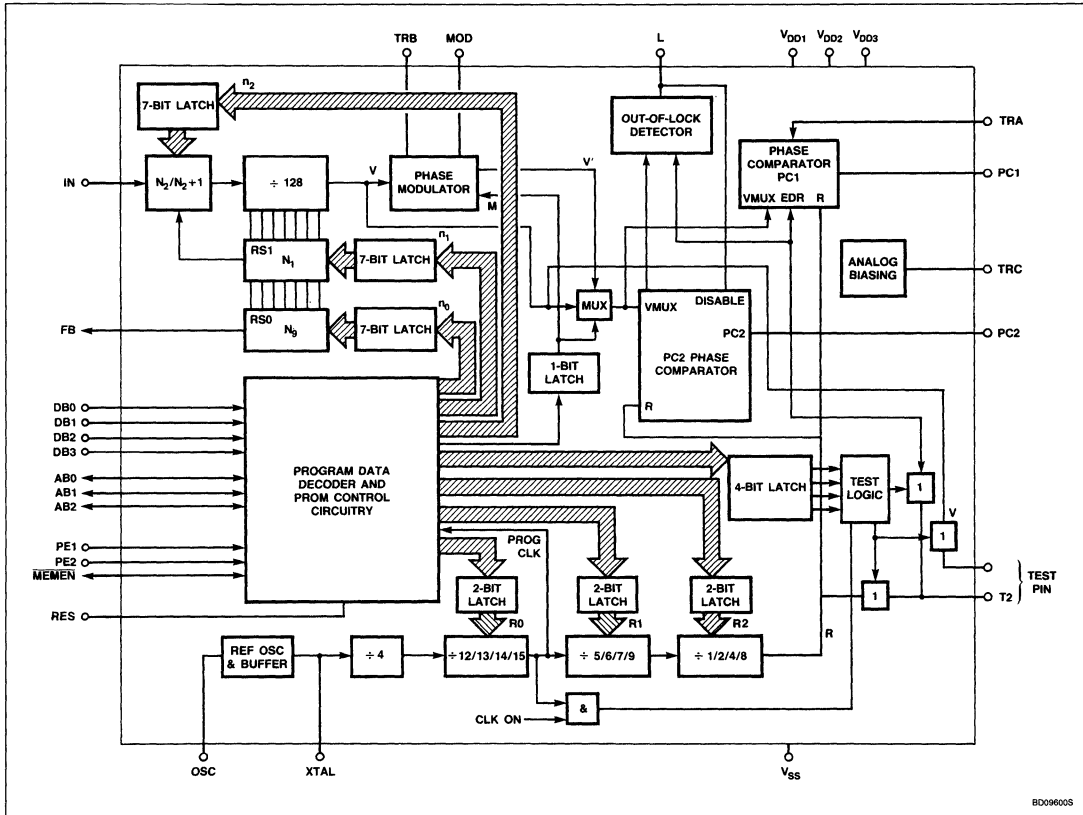 TRB MOD L VDD1 VDD2 VDD3
n2
7-BIT LATCH
OUT-OF-LOCK
DETECTOR
TRA
PHASE
COMPARATOR
PC1
VMUX EDR R
PC1
IN
N2/N2+1
÷ 128
V
PHASE
MODULATOR
V'
M
n1
RS1
N1
7-BIT LATCH
ANALOG
BIASING
TRC
n0
MUX
VMUX
DISABLE
PC2
PC2 PHASE
COMPARATOR
R
PC2
FB
RS0
N9
7-BIT LATCH
1-BIT
LATCH
DB0
DB1
DB2
DB3
AB0
AB1
AB2
PE1
PE2
MEMEN
RES
PROGRAM DATA
DECODER AND
PROM CONTROL
CIRCUITRY
4-BIT LATCH
TEST
LOGIC
1
V
1
1
TEST
PIN
T2
PROG
CLK
2-BIT
LATCH
2-BIT
LATCH
2-BIT
LATCH
R0
R1
R2
R
REF OSC
& BUFFER
÷ 4
÷ 12/13/14/15
÷ 5/6/7/9
÷ 1/2/4/8
&
CLK ON
OSC
XTAL
VSS
BD09600S